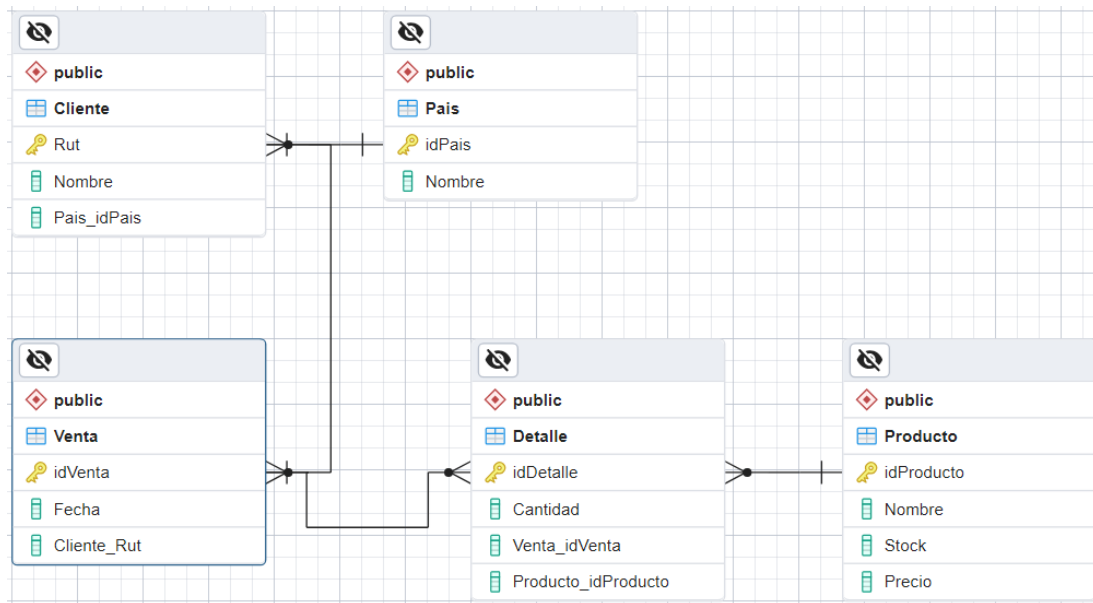 public
Cliente
Rut
Nombre
Pais_idPais
public
Pais
idPais
Nombre
public
Venta
idVenta
Fecha
Cliente_Rut
public
Detalle
idDetalle
Cantidad
Venta_idVenta
Producto_idProducto
public
Producto
idProducto
Nombre
Stock
Precio